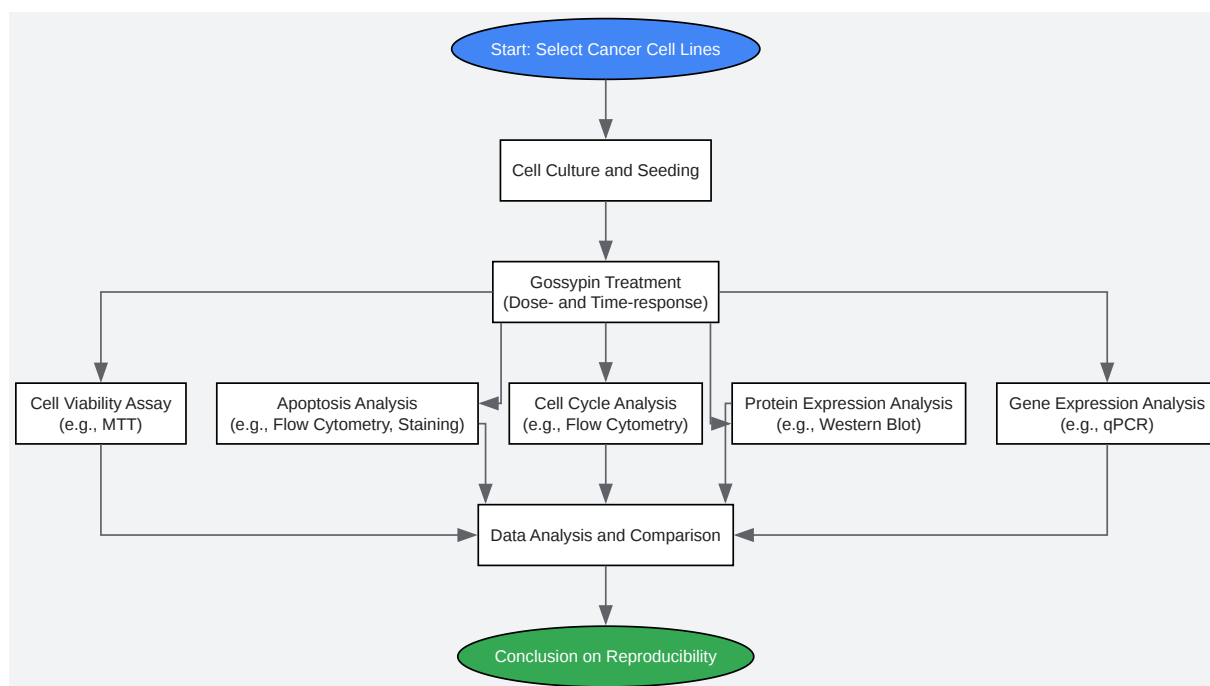 Start: Select Cancer Cell Lines
Cell Culture and Seeding
Gossypin Treatment
(Dose- and Time-response)
Cell Viability Assay
(e.g., MTT)
Apoptosis Analysis
(e.g., Flow Cytometry, Staining)
Cell Cycle Analysis
(e.g., Flow Cytometry)
Protein Expression Analysis
(e.g., Western Blot)
Gene Expression Analysis
(e.g., qPCR)
Data Analysis and Comparison
Conclusion on Reproducibility